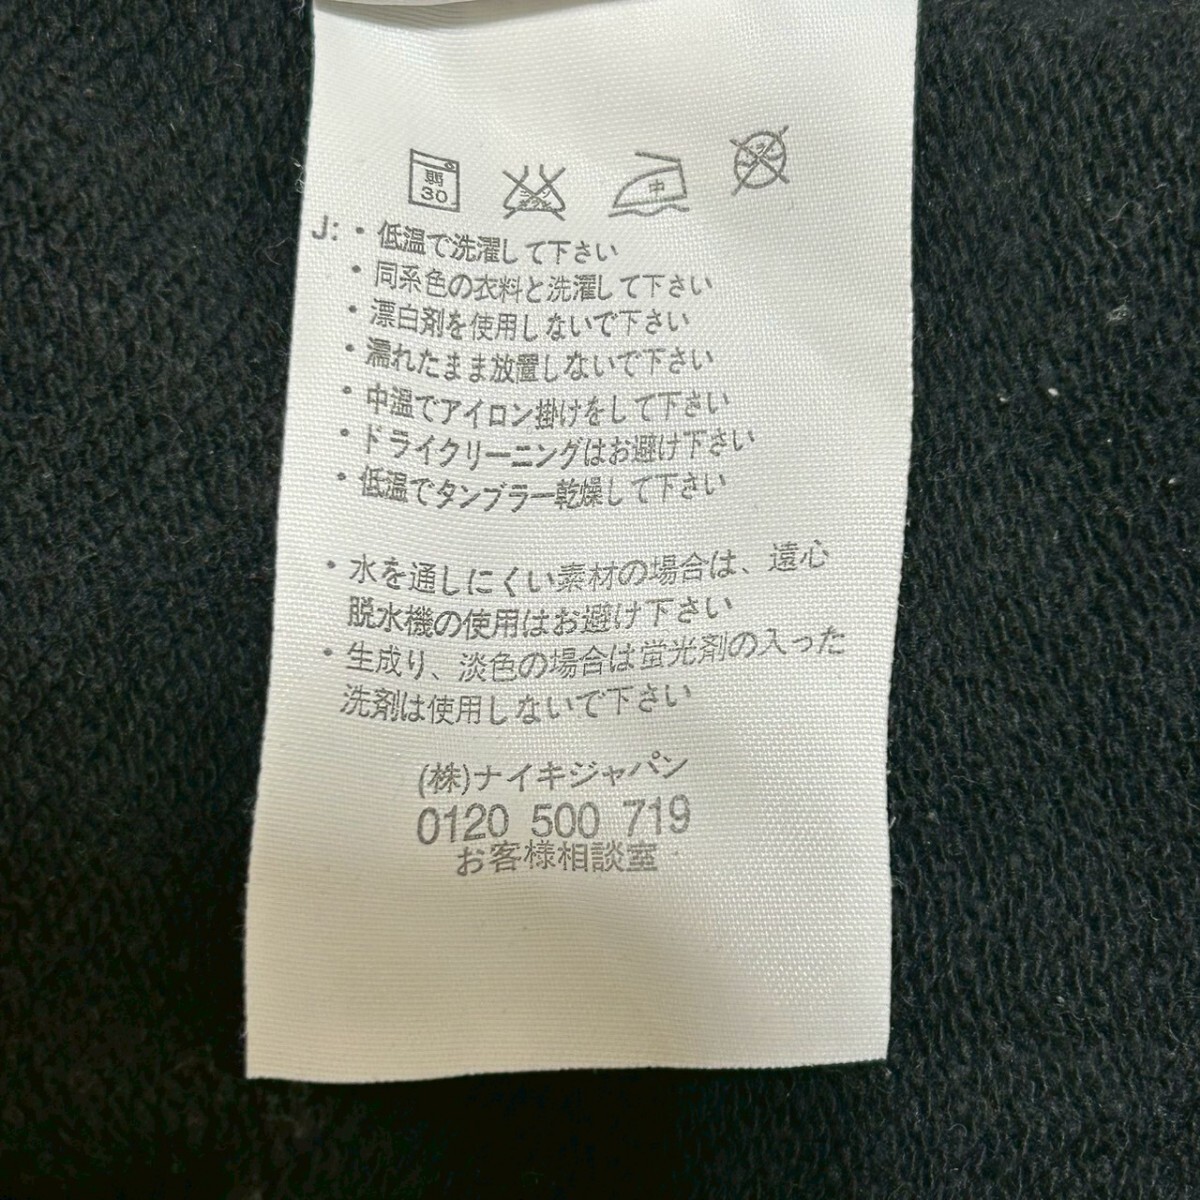 弱
30
中
J: ・低温で洗濯して下さい
・同系色の衣料と洗濯して下さい
・漂白剤を使用しないで下さい
・濡れたまま放置しないで下さい
・中温でアイロン掛けをして下さい
・ドライクリーニングはお避け下さい
・低温でタンブラー乾燥して下さい
・水を通しにくい素材の場合は、遠心
脱水機の使用はお避け下さい
・生成り、淡色の場合は蛍光剤の入った
洗剤は使用しないで下さい
(株)ナイキジャパン
0120 500 719
お客様相談室